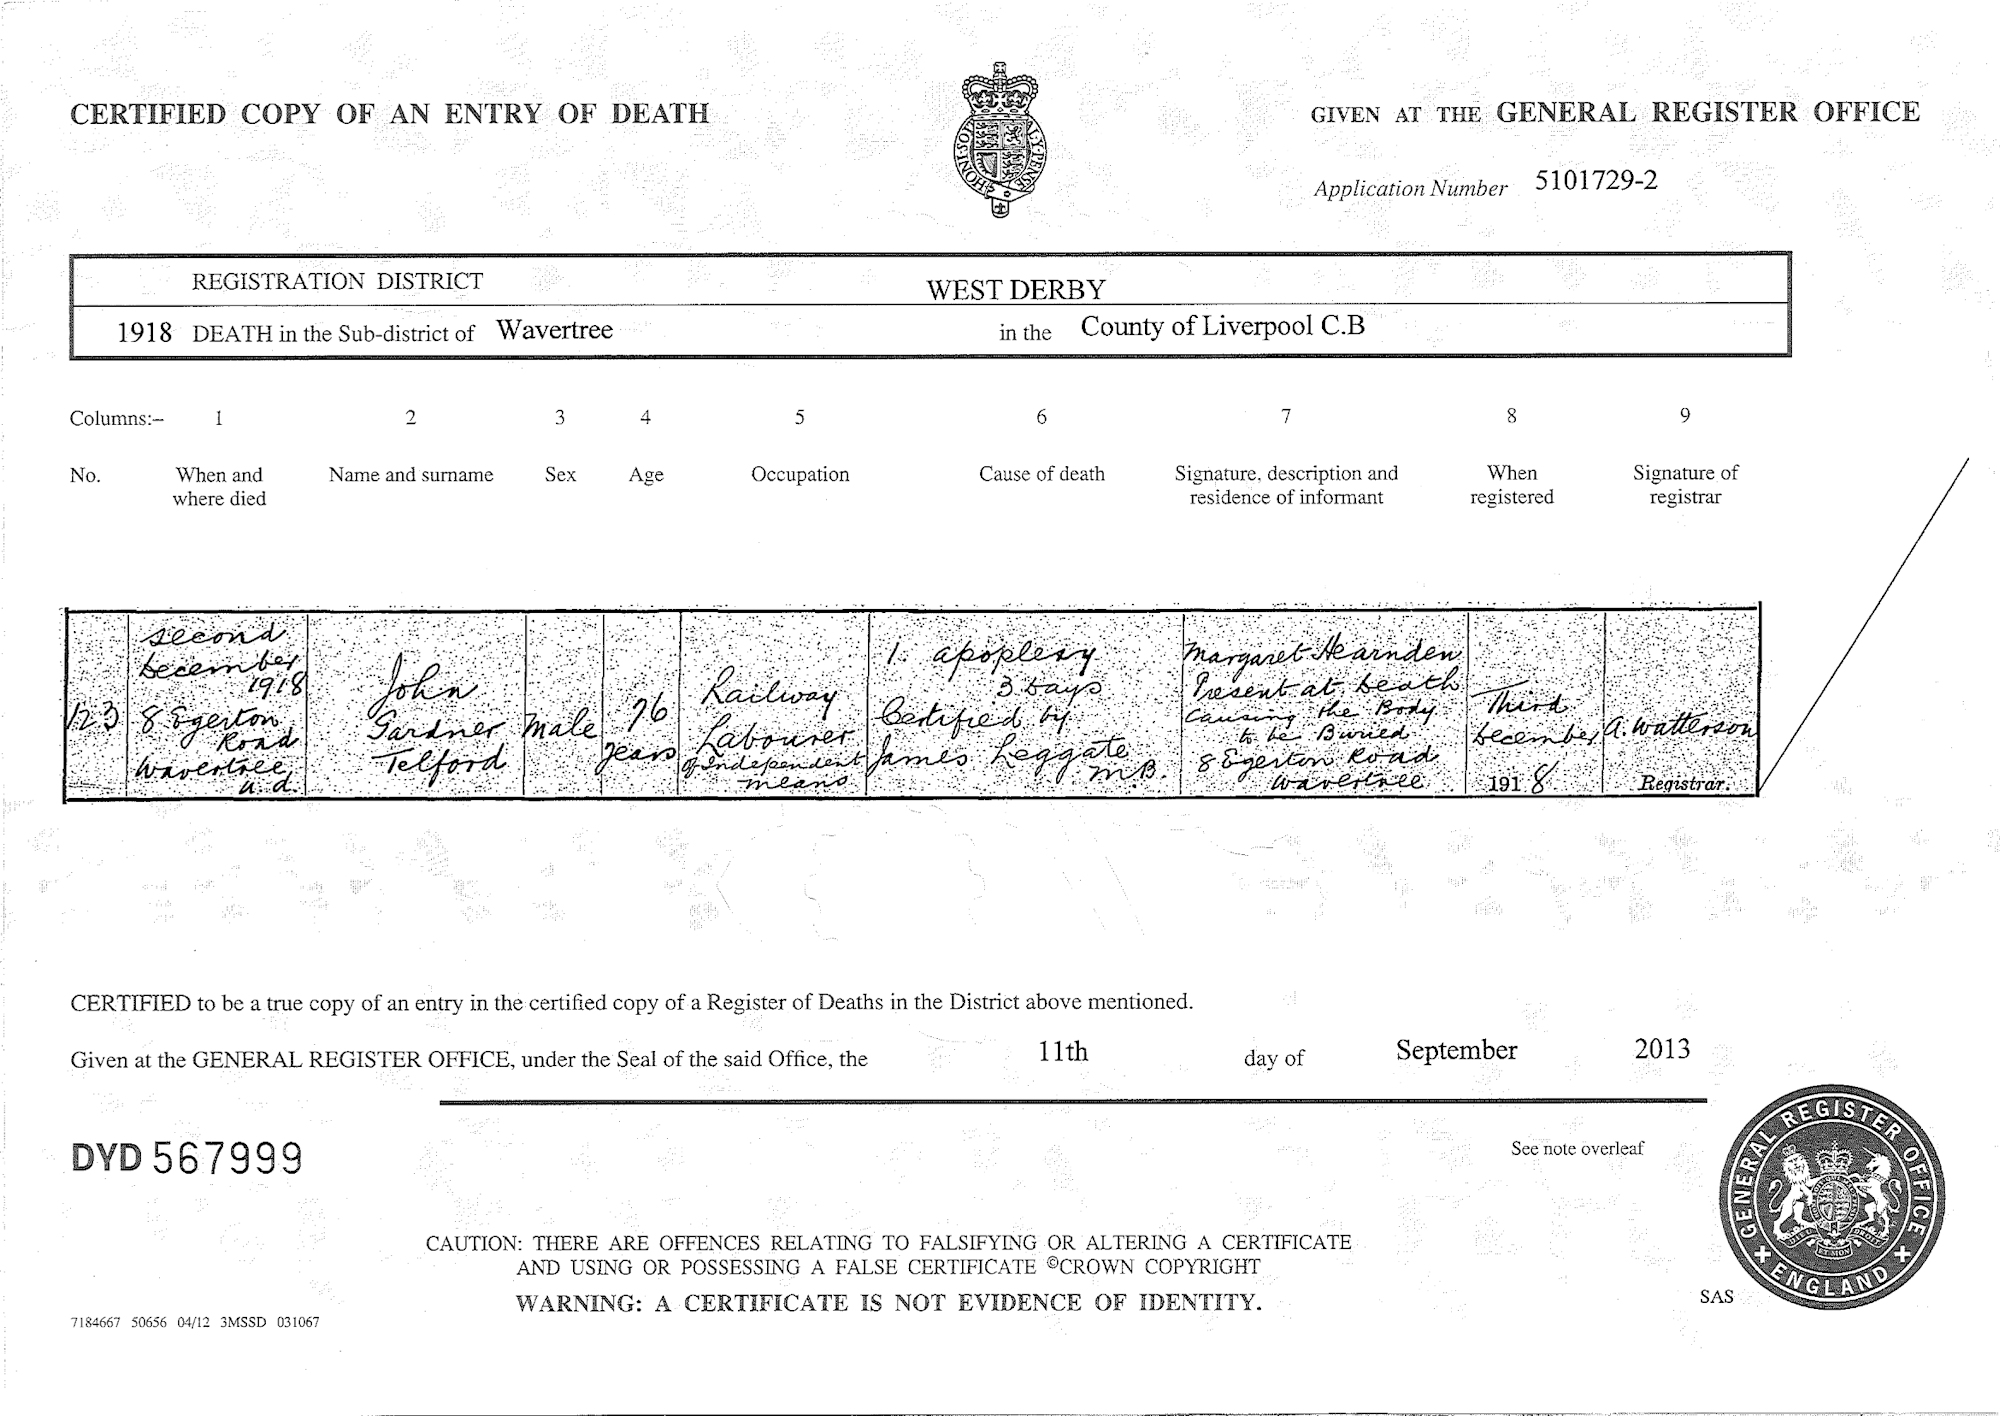 CERTIFIED COPY OF AN ENTRY OF DEATH
GIVEN AT THE GENERAL REGISTER OFFICE
Application Number 5101729-2
REGISTRATION DISTRICT WEST DERBY
1918 DEATH in the Sub-district of Wavertree in the County of Liverpool C.B
Columns:– 1 2 3 4 5 6 7 8 9
No. When and where died
Name and surname
Sex
Age
Occupation
Cause of death
Signature, description and residence of informant
When registered
Signature of registrar
123
second
December
1918
8 Egerton
Road
Wavertree
u.d.
John
Gardner
Telford
Male
76
years
Railway
Labourer
of Independent
means
1. apoplexy
3 days
Certified by
James Leggate
M.B.
Margaret Hearnden
Present at death
Causing the Body
to be Buried
8 Egerton Road
Wavertree
Third
December
1918
A. Watterson
Registrar.
CERTIFIED to be a true copy of an entry in the certified copy of a Register of Deaths in the District above mentioned.
Given at the GENERAL REGISTER OFFICE, under the Seal of the said Office, the 11th day of September 2013
DYD 567999
See note overleaf
CAUTION: THERE ARE OFFENCES RELATING TO FALSIFYING OR ALTERING A CERTIFICATE
AND USING OR POSSESSING A FALSE CERTIFICATE ©CROWN COPYRIGHT
WARNING: A CERTIFICATE IS NOT EVIDENCE OF IDENTITY.
7184667 50656 04/12 3MSSD 031067
SAS
GENERAL REGISTER OFFICE
ENGLAND